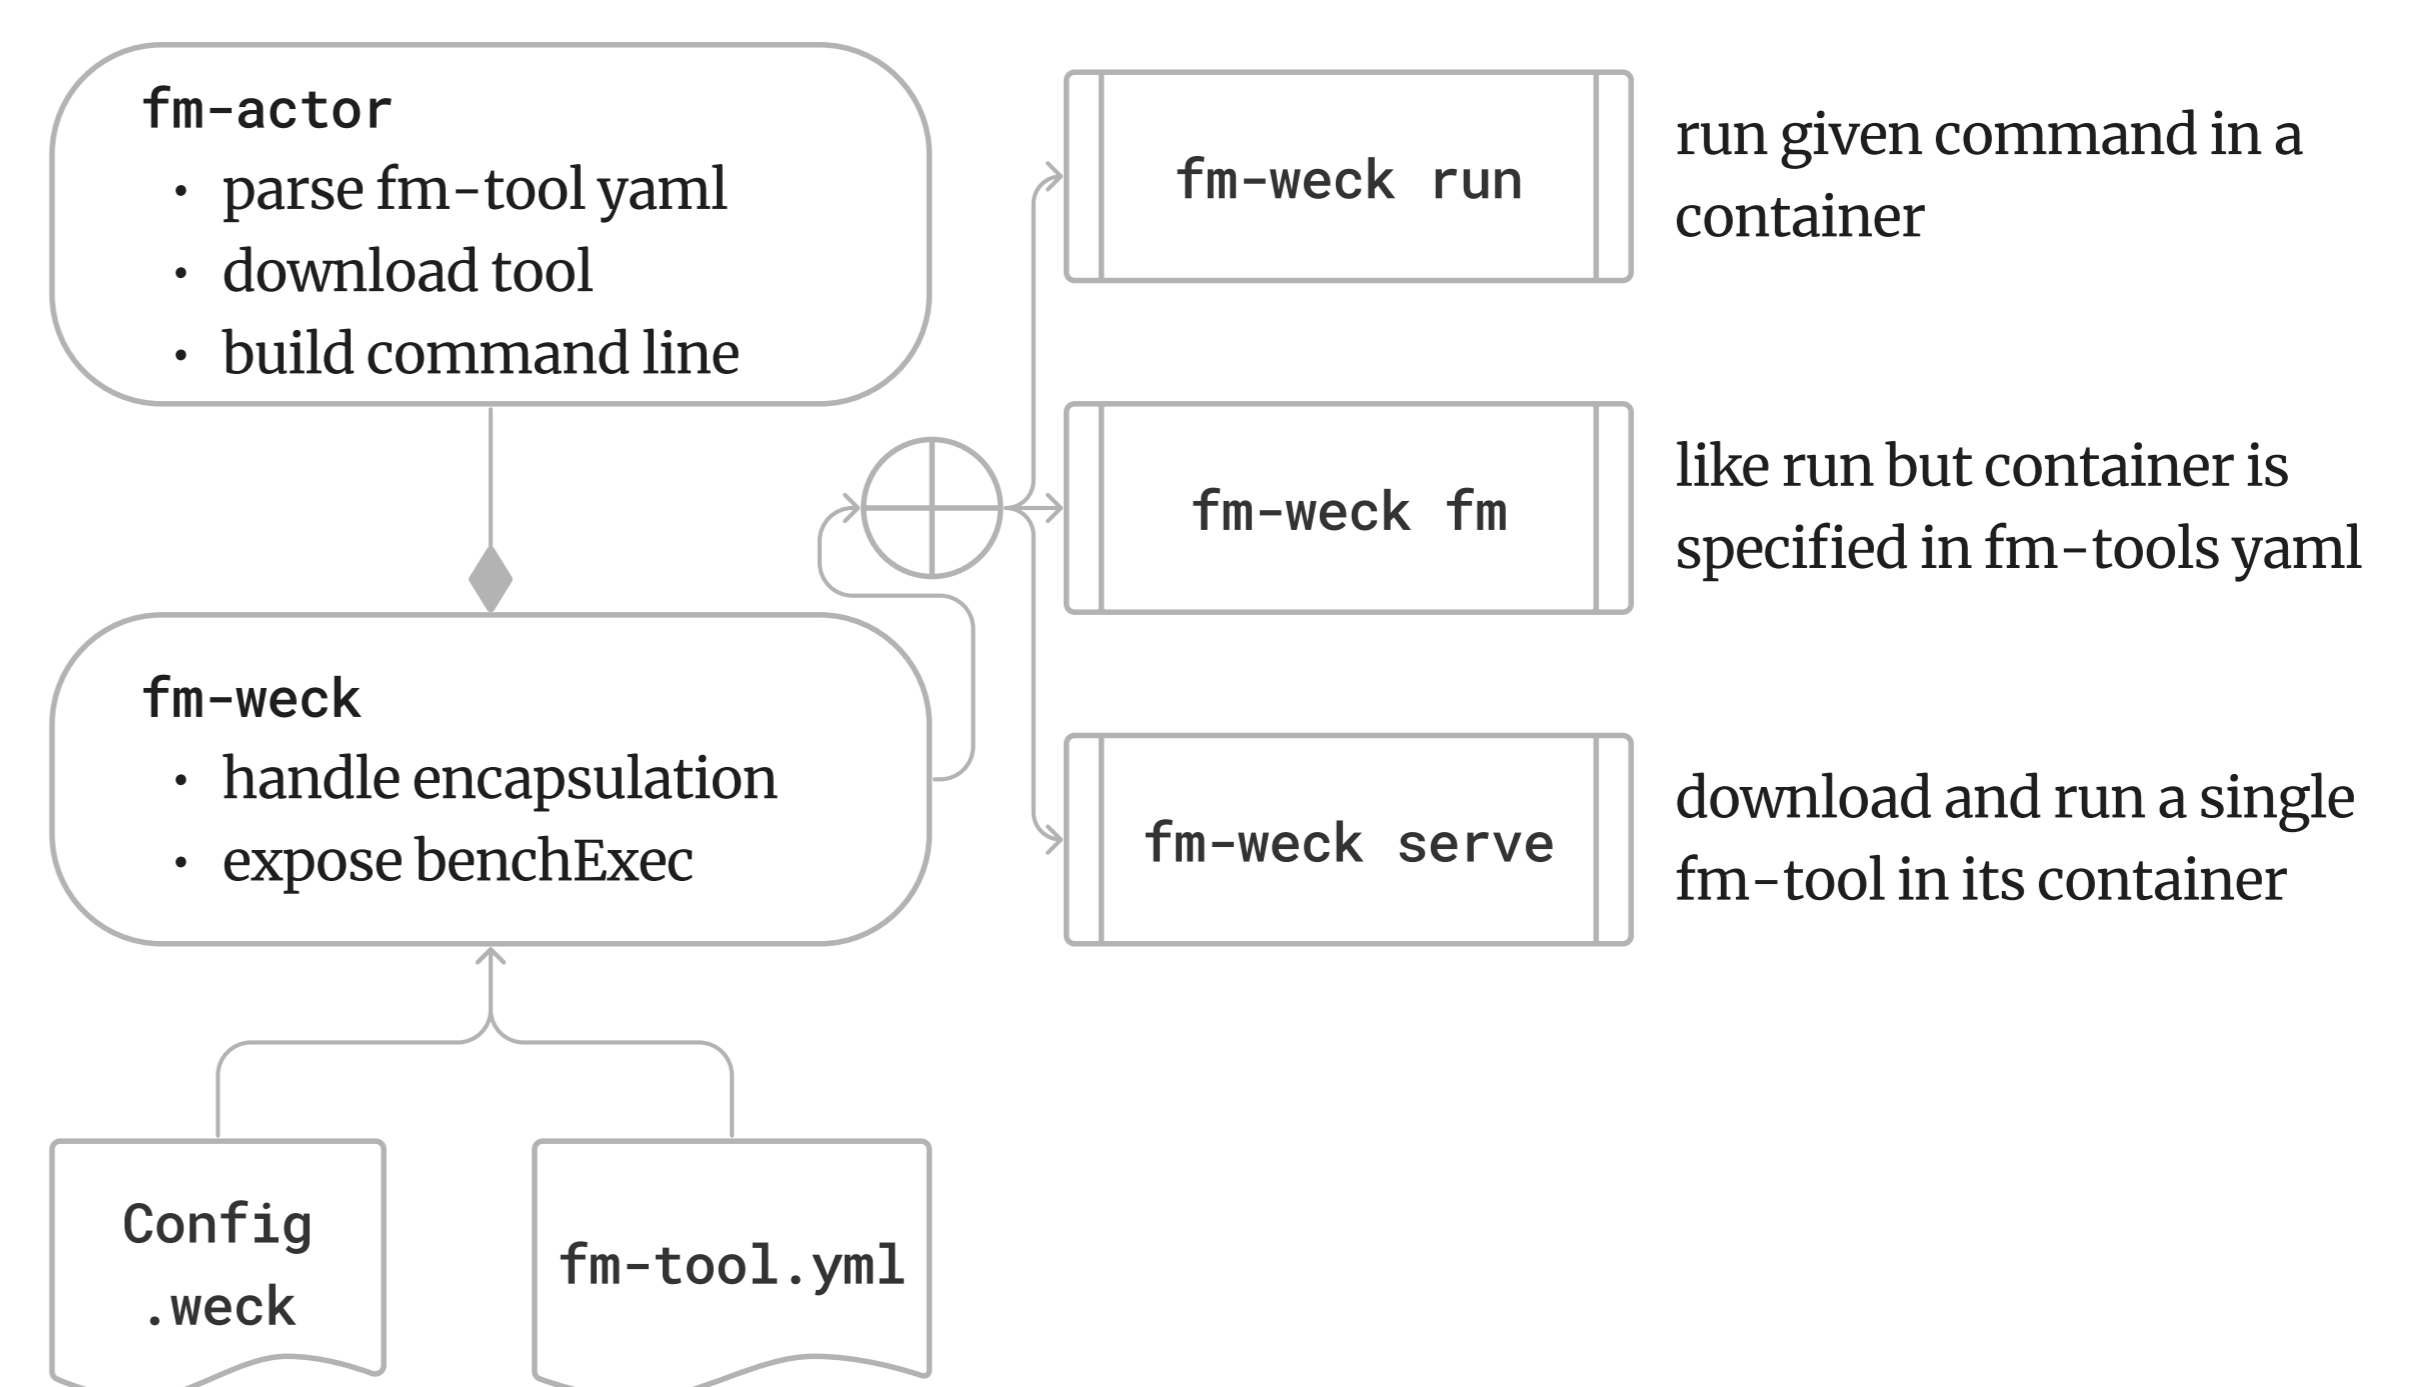 fm-actor
• parse fm-tool yaml
• download tool
• build command line
fm-weck run
run given command in a
container
fm-weck fm
like run but container is
specified in fm-tools yaml
fm-weck
• handle encapsulation
• expose benchExec
fm-weck serve
download and run a single
fm-tool in its container
Config
.weck
fm-tool.yml